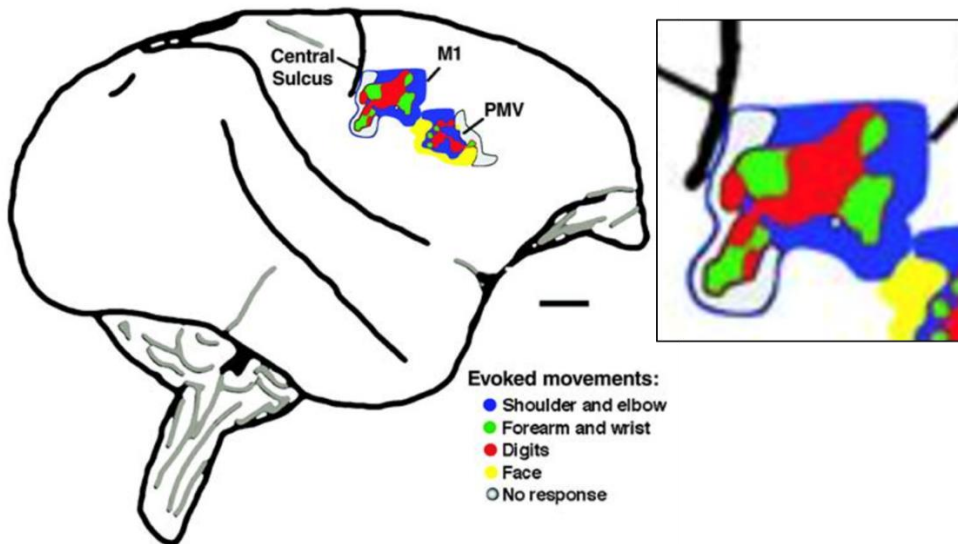 Central
Sulcus
M1
PMV
Evoked movements:
Shoulder and elbow
Forearm and wrist
Digits
Face
No response